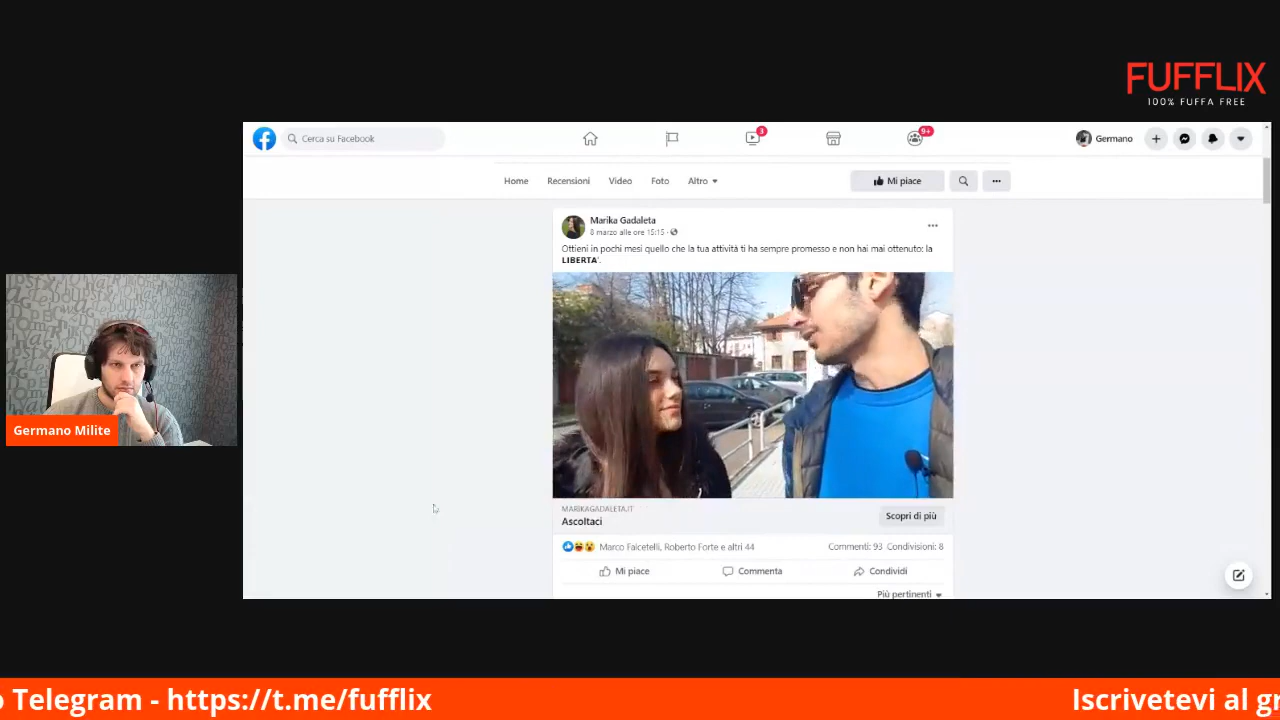 FUFFLIX
100% FUFFA FREE
Cerca su Facebook
3
9+
Germano
Home
Recensioni
Video
Foto
Altro
Mi piace
Marika Gadaleta
8 marzo alle ore 15:15 ·
Ottieni in pochi mesi quello che la tua attività ti ha sempre promesso e non hai mai ottenuto: la
LIBERTA'.
Germano Milite
MARIKAGADALETA.IT
Ascoltaci
Scopri di più
Marco Falcetelli, Roberto Forte e altri 44
Commenti: 93 Condivisioni: 8
Mi piace
Commenta
Condividi
Più pertinenti
o Telegram - https://t.me/fufflix
Iscrivetevi al gr